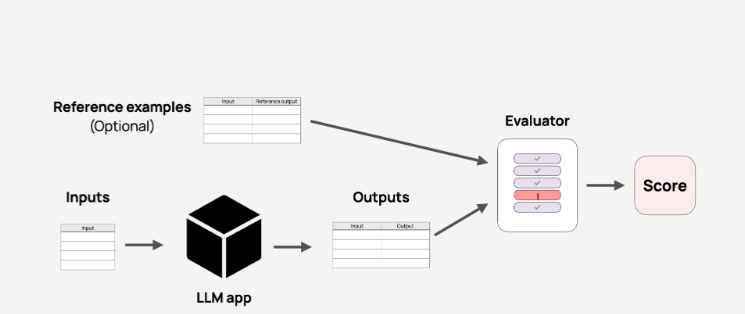 Reference examples
(Optional)
Input Reference output
Evaluator
Inputs
Outputs
Score
Input
Input Output
LLM app